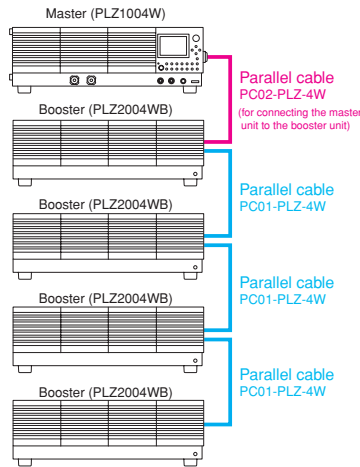 Master (PLZ1004W)
Parallel cable
PC02-PLZ-4W
(for connecting the master
unit to the booster unit)
Booster (PLZ2004WB)
Parallel cable
PC01-PLZ-4W
Booster (PLZ2004WB)
Parallel cable
PC01-PLZ-4W
Booster (PLZ2004WB)
Parallel cable
PC01-PLZ-4W
Booster (PLZ2004WB)